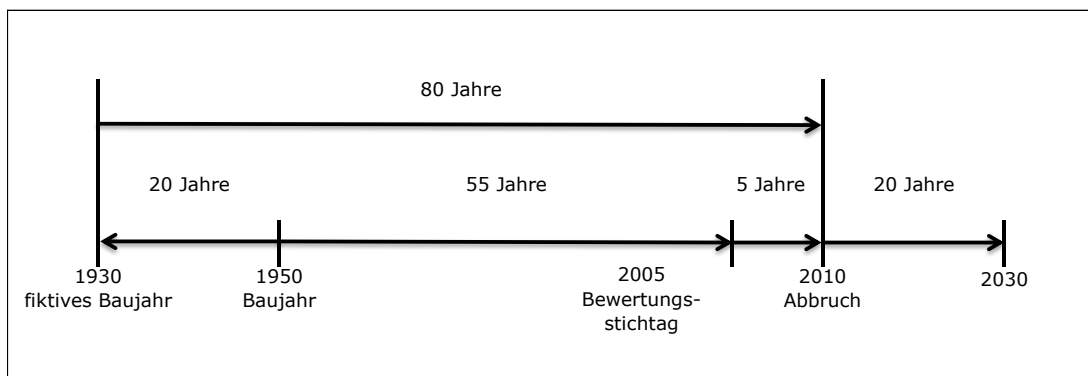 80 Jahre
20 Jahre
55 Jahre
5 Jahre
20 Jahre
1930
fiktives Baujahr
1950
Baujahr
2005
Bewertungs-
stichtag
2010
Abbruch
2030